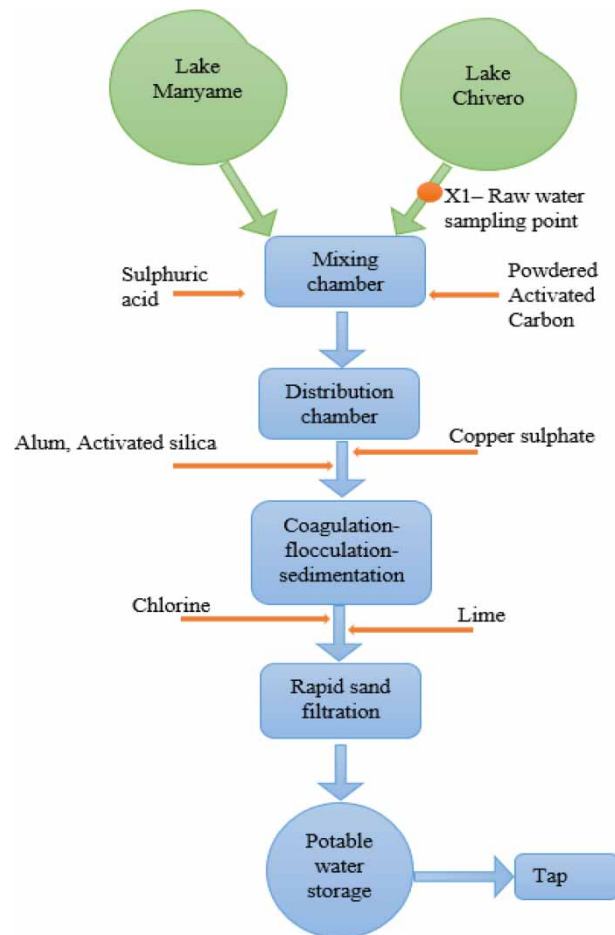 Lake
Manyame
Lake
Chivero
X1– Raw water
sampling point
Mixing
chamber
Sulphuric
acid
Powdered
Activated
Carbon
Distribution
chamber
Alum, Activated silica
Copper sulphate
Coagulation-
flocculation-
sedimentation
Chlorine
Lime
Rapid sand
filtration
Potable
water
storage
Tap